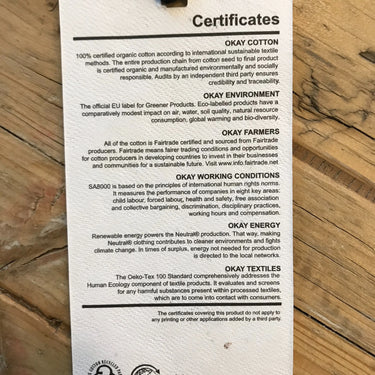 Certificates
OKAY COTTON
100% certified organic cotton according to international sustainable textile
methods. The entire production chain from cotton seed to final product
is certified organic and manufactured environmentally and socially
responsible. Audits by an independent third party ensures
credibility and traceability.
OKAY ENVIRONMENT
The official EU label for Greener Products. Eco-labelled products have a
comparatively modest impact on air, water, soil quality, natural resource
consumption, global warming and bio-diversity.
OKAY FARMERS
All of the cotton is Fairtrade certified and sourced from Fairtrade
producers. Fairtrade means fairer trading conditions and opportunities
for cotton producers in developing countries to invest in their businesses
and communities for a sustainable future. Visit www.info.fairtrade.net
OKAY WORKING CONDITIONS
SA8000 is based on the principles of international human rights norms.
It measures the performance of companies in eight key areas:
child labour, forced labour, health and safety, free association
and collective bargaining, discrimination, disciplinary practices,
working hours and compensation.
OKAY ENERGY
Renewable energy powers the Neutral® production. That way, making
Neutral® clothing contributes to cleaner environments and fights
climate change. In times of surplus, energy not needed for production
is directed to the local networks.
OKAY TEXTILES
The Oeko-Tex 100 Standard comprehensively addresses the
Human Ecology component of textile products. It evaluates and screens
for any harmful substances present within processed textiles,
which are to come into contact with consumers.
The certificates covering this product do not apply to
any printing or other applications added by a third party.